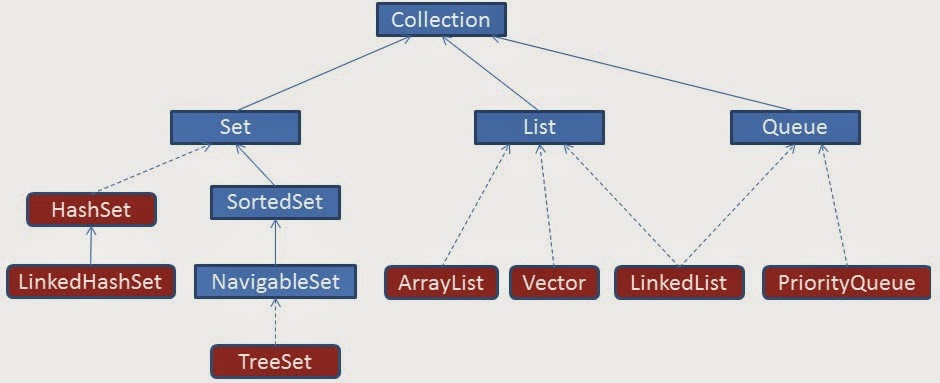 Collection
Set
List
Queue
HashSet
SortedSet
LinkedHashSet
NavigableSet
ArrayList
Vector
LinkedList
PriorityQueue
TreeSet